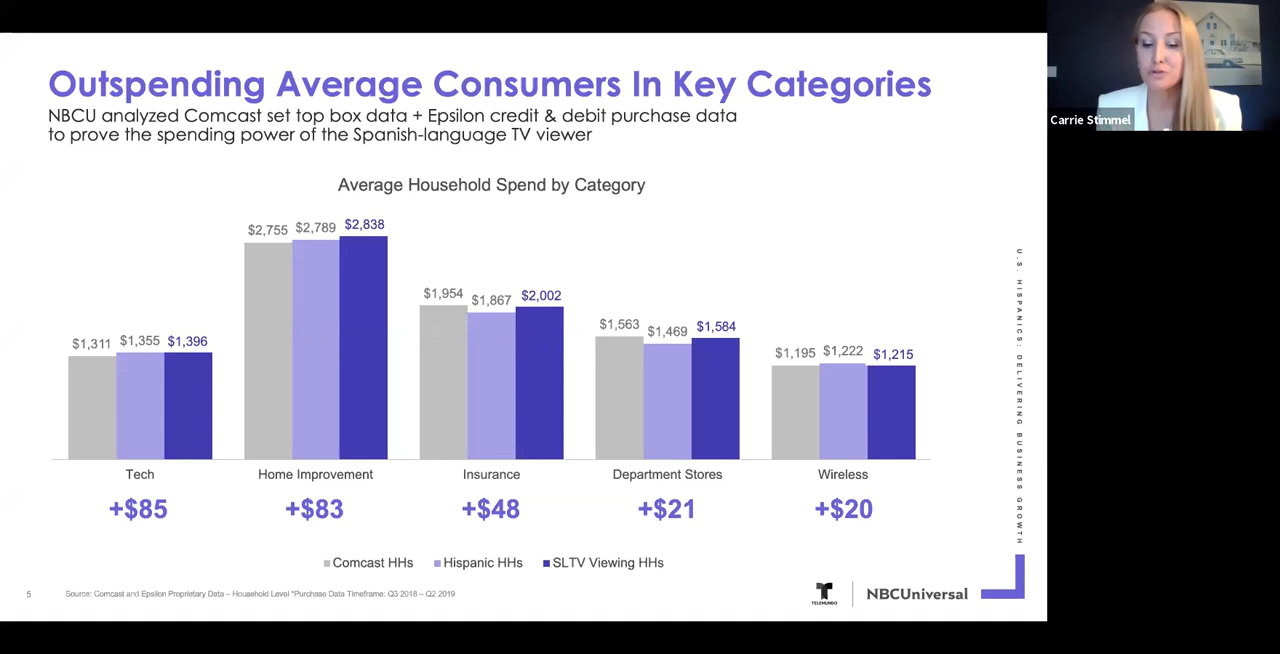 Outspending Average Consumers In Key Categories
NBCU analyzed Comcast set top box data + Epsilon credit & debit purchase data
to prove the spending power of the Spanish-language TV viewer
Carrie Stimmel
Average Household Spend by Category
$1,311 $1,355 $1,396
$2,755 $2,789 $2,838
$1,954 $1,867 $2,002
$1,563 $1,469 $1,584
$1,195 $1,222 $1,215
Tech Home Improvement Insurance Department Stores Wireless
+$85 +$83 +$48 +$21 +$20
Comcast HHs Hispanic HHs SLTV Viewing HHs
U.S. HISPANICS: DELIVERING BUSINESS GROWTH
5 Source: Comcast and Epsilon Proprietary Data – Household Level *Purchase Data Timeframe: Q3 2018 – Q2 2019
TELEMUNDO NBCUniversal